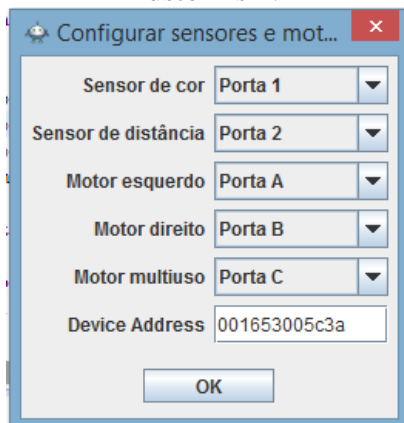 Configurar sensores e mot...
Sensor de cor Porta 1
Sensor de distância Porta 2
Motor esquerdo Porta A
Motor direito Porta B
Motor multiuso Porta C
Device Address 001653005c3a
OK